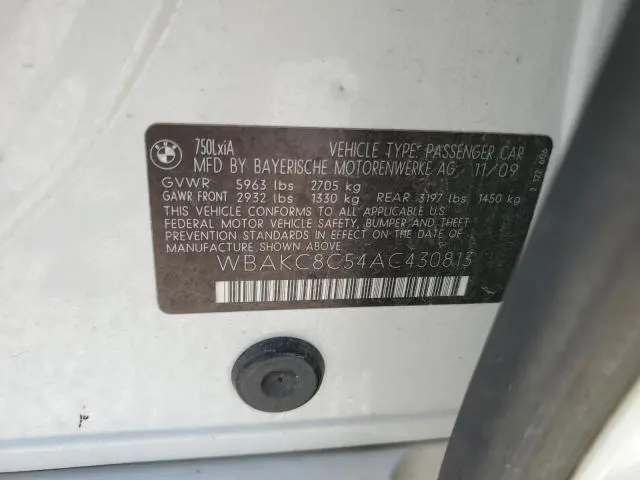 BMW
750LxiA VEHICLE TYPE: PASSENGER CAR
MFD BY BAYERISCHE MOTORENWERKE AG 11/09
GVWR 5963 lbs 2705 kg
GAWR FRONT 2932 lbs 1330 kg REAR 3197 lbs 1450 kg
THIS VEHICLE CONFORMS TO ALL APPLICABLE
FEDERAL MOTOR VEHICLE SAFETY, BUMPER AND THEFT
PREVENTION STANDARDS IN EFFECT ON THE DATE OF
MANUFACTURE SHOWN ABOVE.
WBAKC8C54AC430813